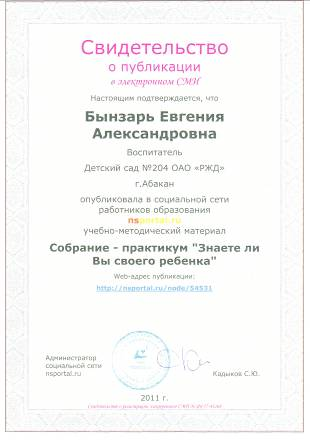 Свидетельство
о публикации
в электронном СМИ
Настоящим подтверждается, что
Бынзарь Евгения
Александровна
Воспитатель
Детский сад №204 ОАО «РЖД»
г.Абакан
опубликовала в социальной сети
работников образования
nsportal.ru
учебно-методический материал
Собрание - практикум "Знаете ли
Вы своего ребенка"
Web-адрес публикации:
http://nsportal.ru/node/54531
Администратор
социальной сети
nsportal.ru
Кадыков С.Ю.
2011 г.